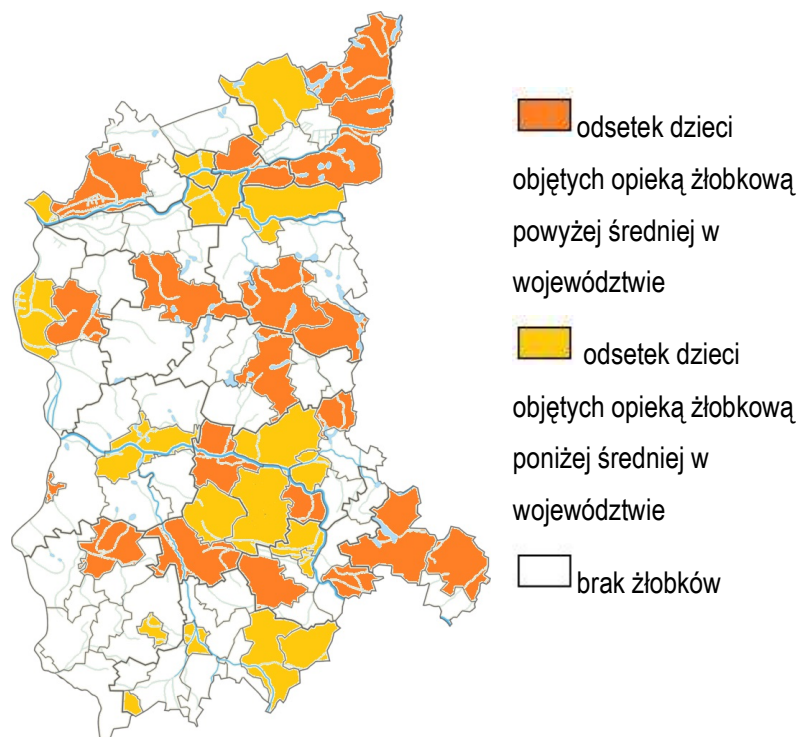 odsetek dzieci
objętych opieką żłobkową
powyżej średniej w
województwie
odsetek dzieci
objętych opieką żłobkową
poniżej średniej w
województwie
brak żłobków